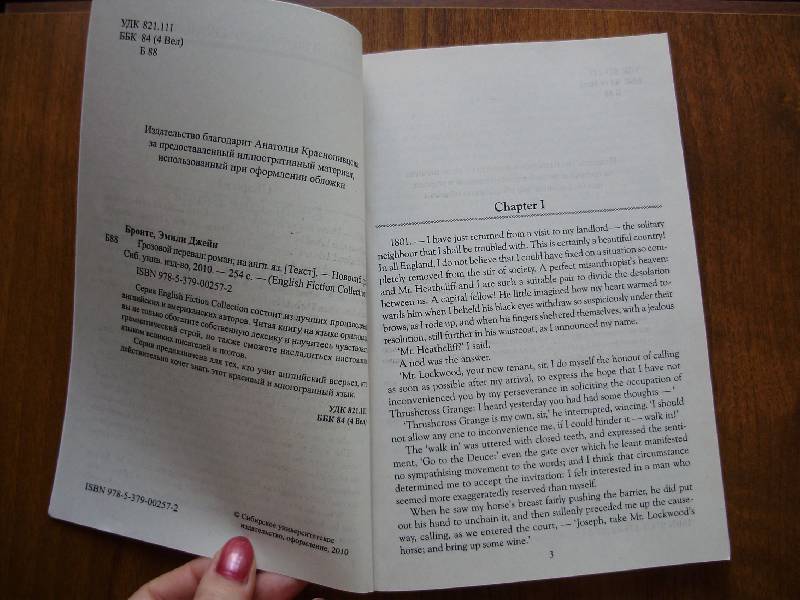 УДК 821.111
ББК 84 (4 Вел)
Б 88
Издательство благодарит Анатолия Краснопивцева
за предоставленный иллюстративный материал,
использованный при оформлении обложки
Бронте, Эмили Джейн
Б88 Грозовой перевал: роман; на англ. яз. [Текст]. – Новосиб
Сиб. унив. изд-во, 2010. – 254 с. – (English Fiction Collection
ISBN 978-5-379-00257-2
Серия English Fiction Collection состоит из лучших
английских и американских авторов. Читая книгу на языке
вы не только обогатите собственную лексику и научитесь
грамматический строй, но также сможете насладиться
языком великих писателей и поэтов.
Серия предназначена для тех, кто учит английский всерьез, кто
действительно хочет знать этот красивый и многогранный язык.
УДК 821.11
ББК 84 (4 Вел)
ISBN 978-5-379-00257-2
© Сибирское университетское
издательство, оформление, 2010
Chapter I
1801. — I have just returned from a visit to my landlord — the solitary
neighbour that I shall be troubled with. This is certainly a beautiful country!
In all England, I do not believe that I could have fixed on a situation so com-
pletely removed from the stir of society. A perfect misanthropist's heaven:
and Mr. Heathcliff and I are such a suitable pair to divide the desolation
between us. A capital fellow! He little imagined how my heart warmed to-
wards him when I beheld his black eyes withdraw so suspiciously under their
brows, as I rode up, and when his fingers sheltered themselves, with a jealous
resolution, still further in his waistcoat, as I announced my name.
'Mr. Heathcliff?' I said.
A nod was the answer.
'Mr. Lockwood, your new tenant, sir. I do myself the honour of calling
as soon as possible after my arrival, to express the hope that I have not
inconvenienced you by my perseverance in soliciting the occupation of
Thrushcross Grange: I heard yesterday you had had some thoughts —'
'Thrushcross Grange is my own, sir,' he interrupted, wincing. 'I should
not allow any one to inconvenience me, if I could hinder it — walk in!'
The 'walk in' was uttered with closed teeth, and expressed the senti-
ment, 'Go to the Deuce:' even the gate over which he leant manifested
no sympathising movement to the words; and I think that circumstance
determined me to accept the invitation: I felt interested in a man who
seemed more exaggeratedly reserved than myself.
When he saw my horse's breast fairly pushing the barrier, he did put
out his hand to unchain it, and then sullenly preceded me up the cause-
way, calling, as we entered the court, — 'Joseph, take Mr. Lockwood's
horse; and bring up some wine.'
3